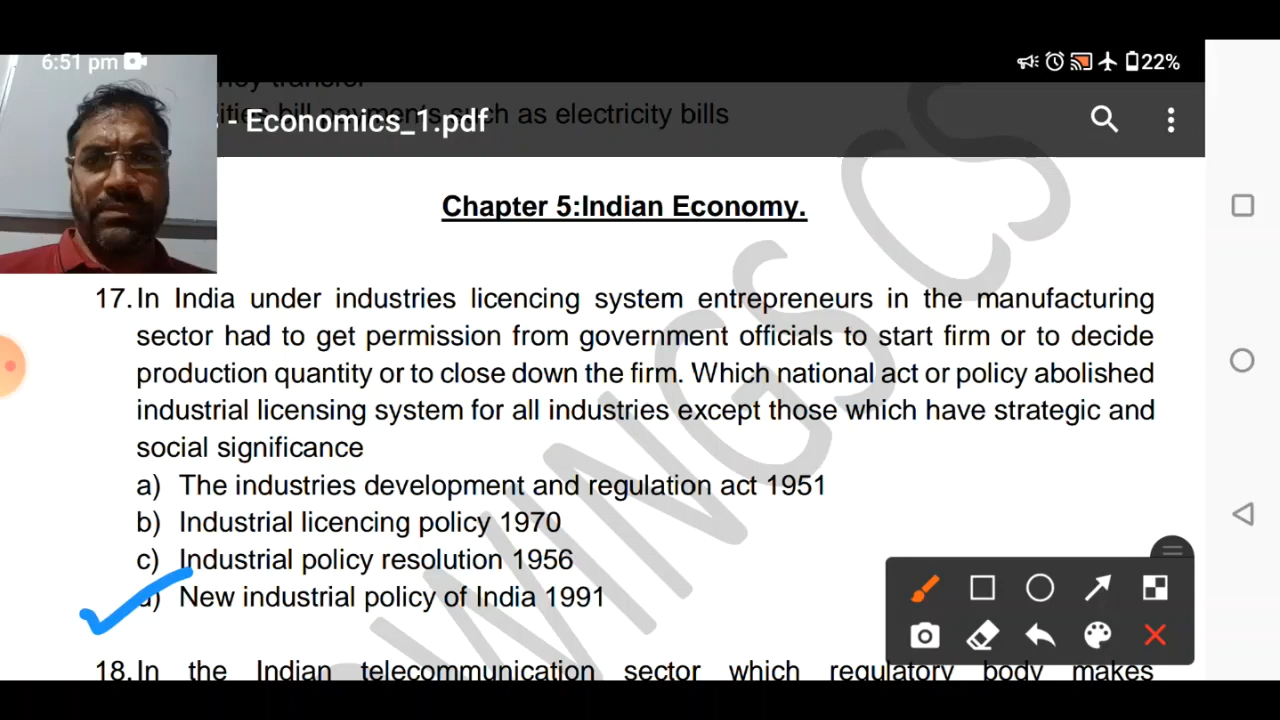 6:51 pm
22%
bill payments such as electricity bills
- Economics_1.pdf
Chapter 5:Indian Economy.
17. In India under industries licencing system entrepreneurs in the manufacturing
sector had to get permission from government officials to start firm or to decide
production quantity or to close down the firm. Which national act or policy abolished
industrial licensing system for all industries except those which have strategic and
social significance
a) The industries development and regulation act 1951
b) Industrial licencing policy 1970
c) Industrial policy resolution 1956
d) New industrial policy of India 1991
18. In the Indian telecommunication sector which regulatory body makes
WINGS CS